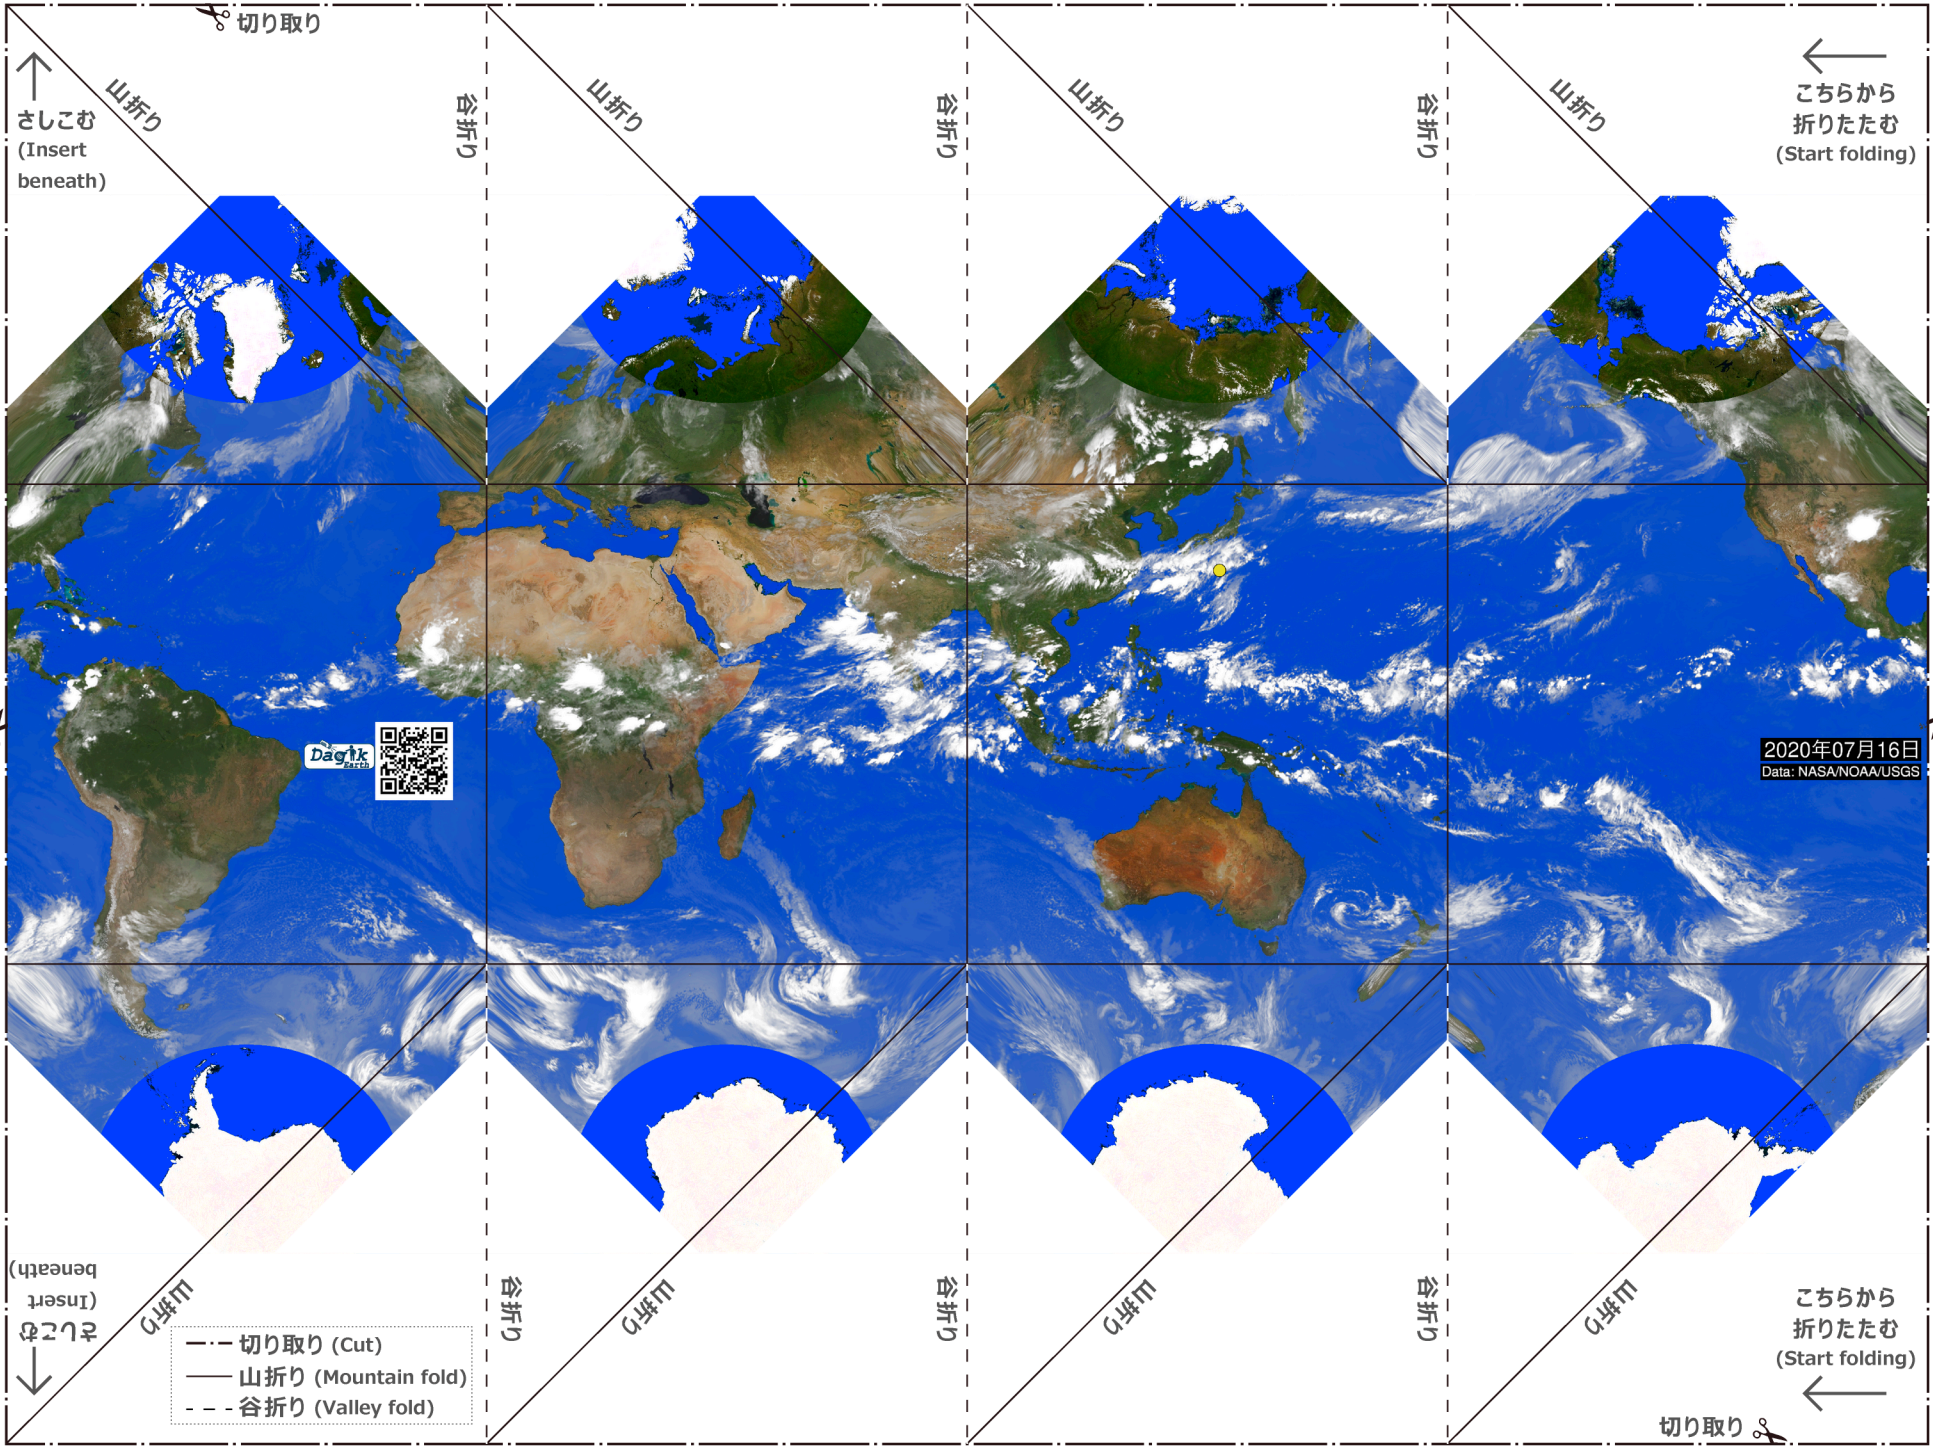 切り取り
山折り
谷折り
山折り
谷折り
山折り
谷折り
山折り
さしこむ
(Insert
beneath)
こちらから
折りたたむ
(Start folding)
Dagik
Earth
2020年07月16日
Data: NASA/NOAA/USGS
さしこむ
(Insert
beneath)
山折り
谷折り
山折り
谷折り
山折り
谷折り
山折り
こちらから
折りたたむ
(Start folding)
切り取り (Cut)
山折り (Mountain fold)
谷折り (Valley fold)
切り取り